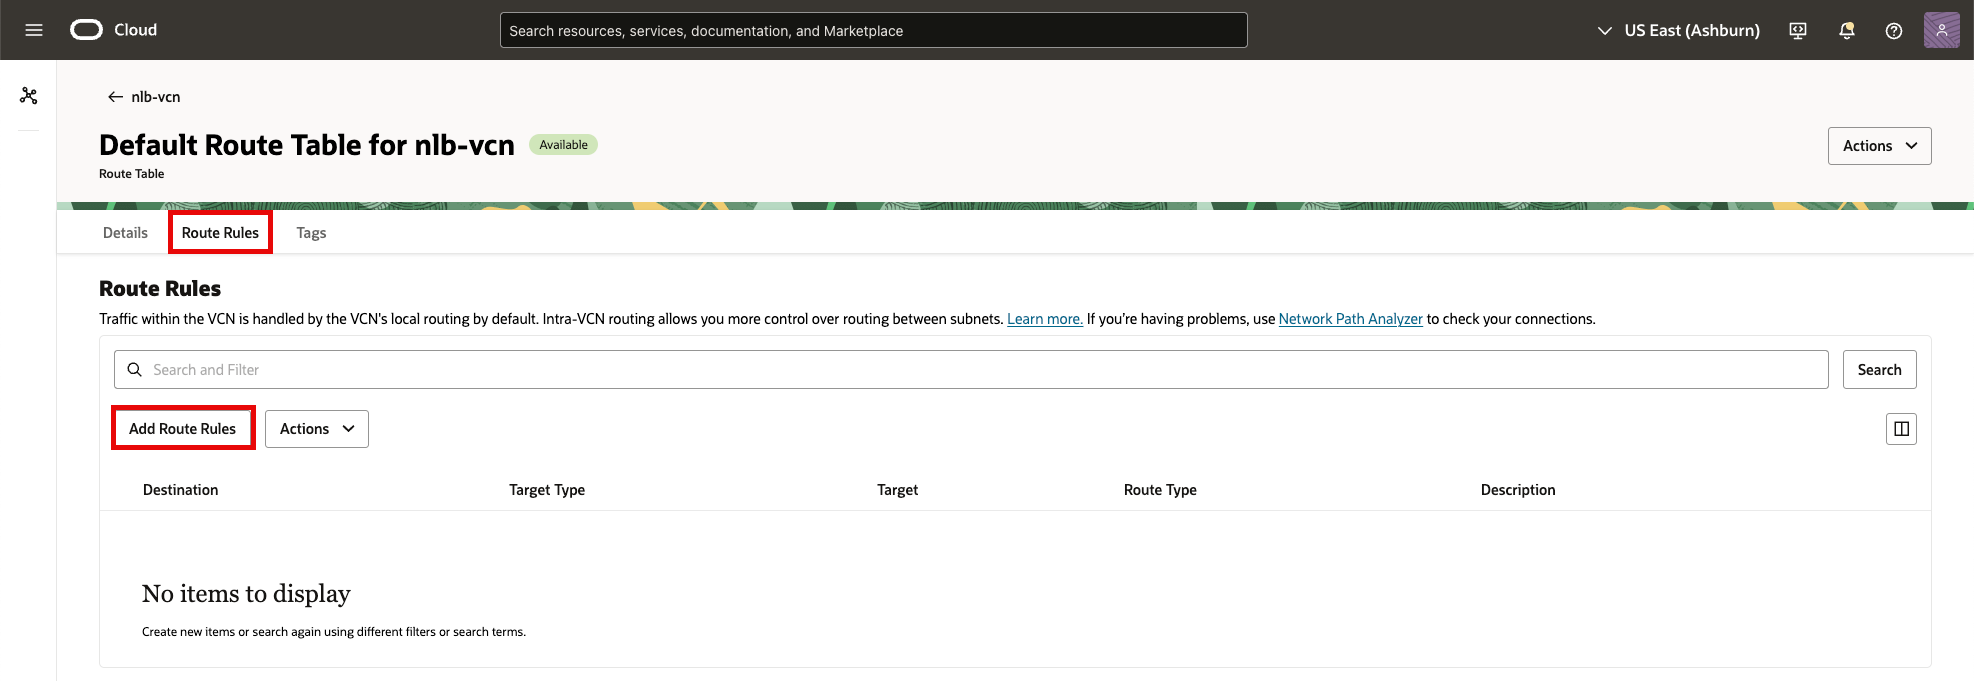 Cloud
Search resources, services, documentation, and Marketplace
US East (Ashburn)
nlb-vcn
Default Route Table for nlb-vcn
Available
Route Table
Actions
Details
Route Rules
Tags
Route Rules
Traffic within the VCN is handled by the VCN's local routing by default. Intra-VCN routing allows you more control over routing between subnets. Learn more. If you're having problems, use Network Path Analyzer to check your connections.
Search and Filter
Search
Add Route Rules
Actions
Destination
Target Type
Target
Route Type
Description
No items to display
Create new items or search again using different filters or search terms.